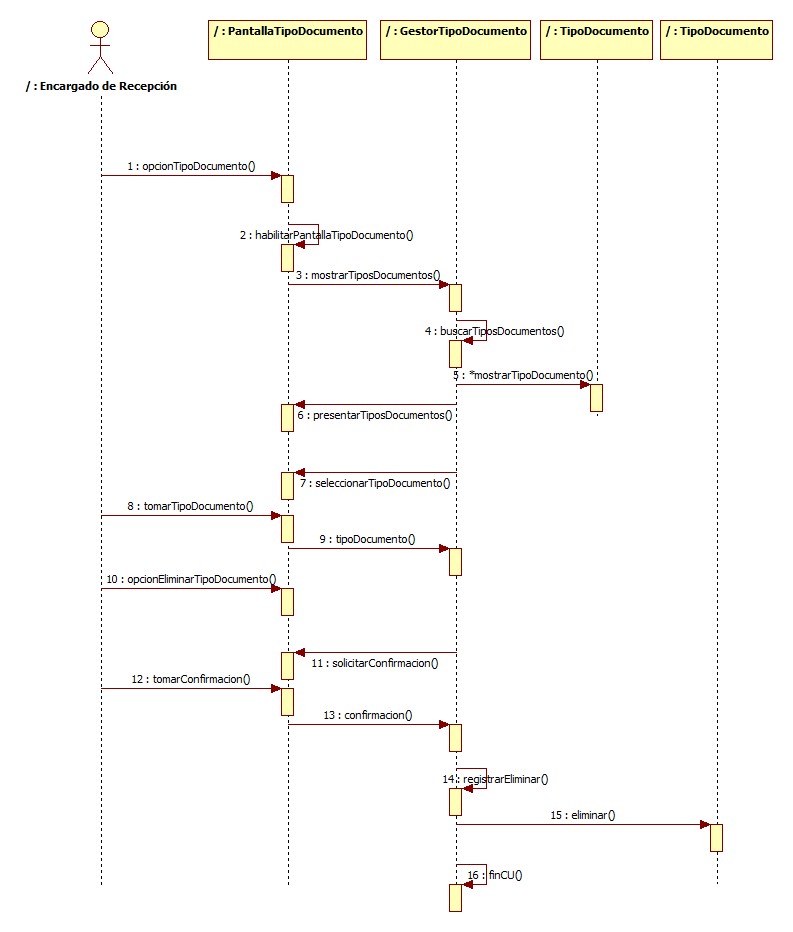 / : PantallaTipoDocumento
/ : GestorTipoDocumento
/ : TipoDocumento
/ : TipoDocumento
/ : Encargado de Recepción
1 : opcionTipoDocumento()
2 : habilitarPantallaTipoDocumento()
3 : mostrarTiposDocumentos()
4 : buscarTiposDocumentos()
5 : *mostrarTipoDocumento()
6 : presentarTiposDocumentos()
7 : seleccionarTipoDocumento()
8 : tomarTipoDocumento()
9 : tipoDocumento()
10 : opcionEliminarTipoDocumento()
11 : solicitarConfirmacion()
12 : tomarConfirmacion()
13 : confirmacion()
14 : registrarEliminar()
15 : eliminar()
16 : finCU()